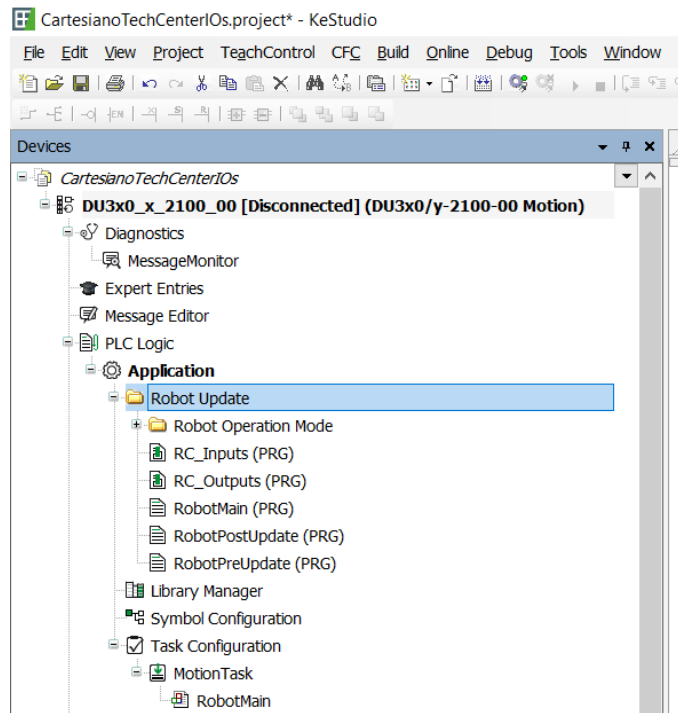 CartesianoTechCenterIOs.project* - KeStudio
File Edit View Project TeachControl CFC Build Online Debug Tools Window
Devices
CartesianoTechCenterIOs
DU3x0_x_2100_00 [Disconnected] (DU3x0/y-2100-00 Motion)
Diagnostics
MessageMonitor
Expert Entries
Message Editor
PLC Logic
Application
Robot Update
Robot Operation Mode
RC_Inputs (PRG)
RC_Outputs (PRG)
RobotMain (PRG)
RobotPostUpdate (PRG)
RobotPreUpdate (PRG)
Library Manager
Symbol Configuration
Task Configuration
MotionTask
RobotMain